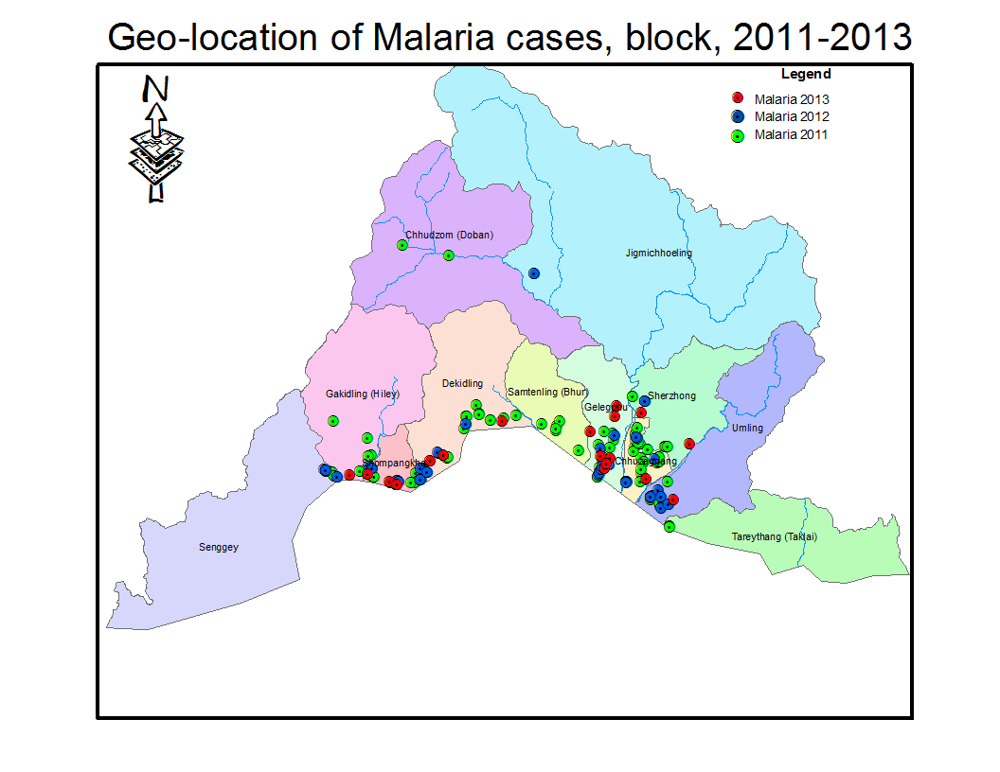 Geo-location of Malaria cases, block, 2011-2013
N
Legend
Malaria 2013
Malaria 2012
Malaria 2011
Chhudzom (Doban)
Jigmichhoeling
Dekidling
Gakidling (Hiley)
Samtenling (Bhur)
Sherzhong
Umling
Senggey
Tareythang (Taklai)